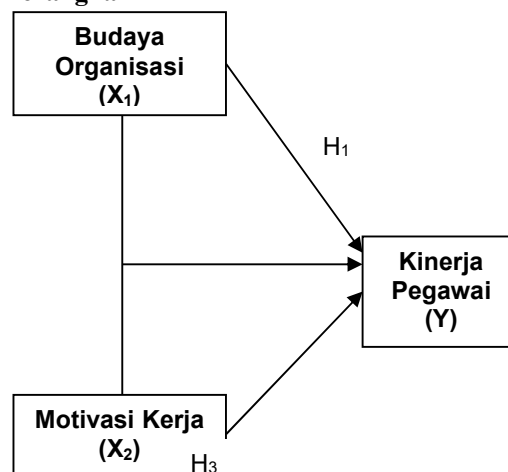 Budaya
Organisasi
(X₁)
H₁
Kinerja
Pegawai
(Y)
Motivasi Kerja
(X₂)
H₃